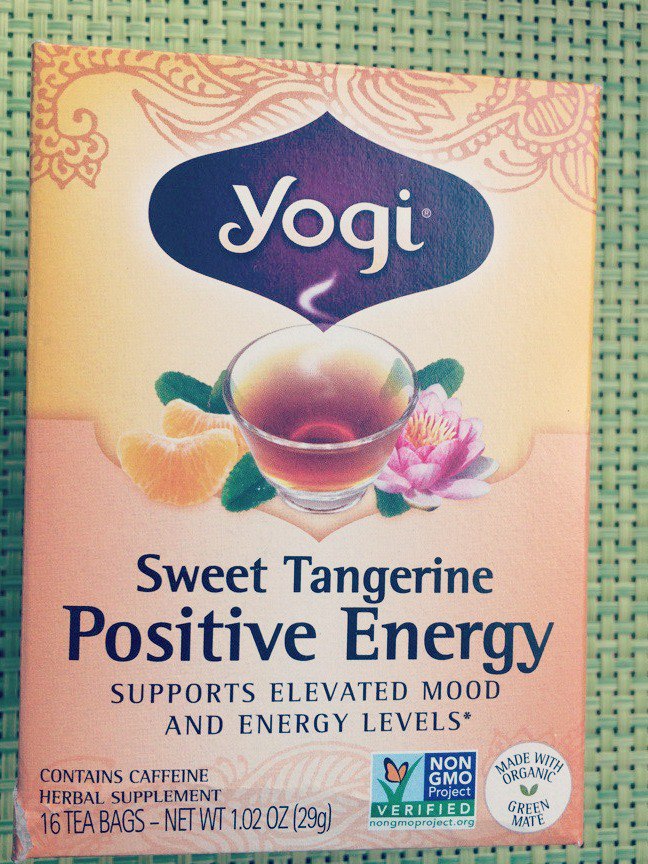 yogi®
Sweet Tangerine
Positive Energy
SUPPORTS ELEVATED MOOD
AND ENERGY LEVELS*
CONTAINS CAFFEINE
HERBAL SUPPLEMENT
16 TEA BAGS – NET WT 1.02 OZ (29g)
NON
GMO
Project
VERIFIED
nongmoproject.org
MADE WITH
ORGANIC
GREEN
MATE